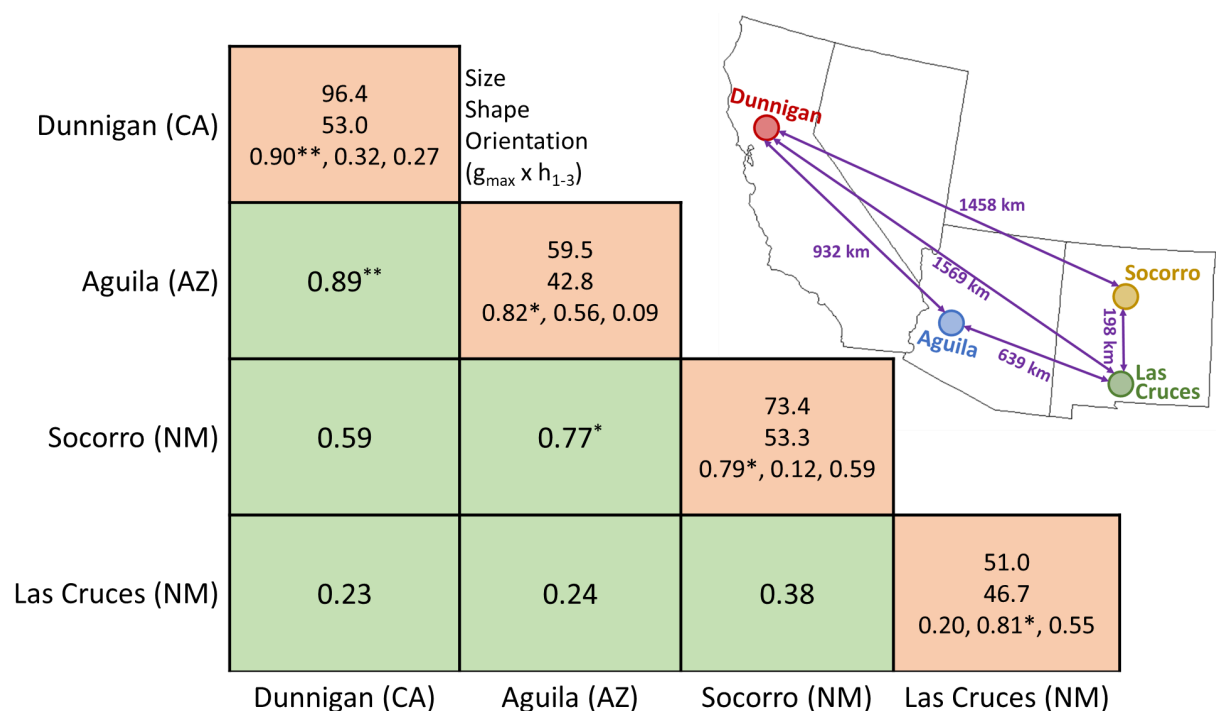 Dunnigan (CA)
96.4
53.0
0.90**, 0.32, 0.27
Size
Shape
Orientation
(gmax x h1-3)
Aguila (AZ)
0.89**
59.5
42.8
0.82*, 0.56, 0.09
Socorro (NM)
0.59
0.77*
73.4
53.3
0.79*, 0.12, 0.59
Las Cruces (NM)
0.23
0.24
0.38
51.0
46.7
0.20, 0.81*, 0.55
Dunnigan (CA)
Aguila (AZ)
Socorro (NM)
Las Cruces (NM)
Dunnigan
1458 km
932 km
1569 km
Socorro
198 km
Aguila
639 km
Las
Cruces